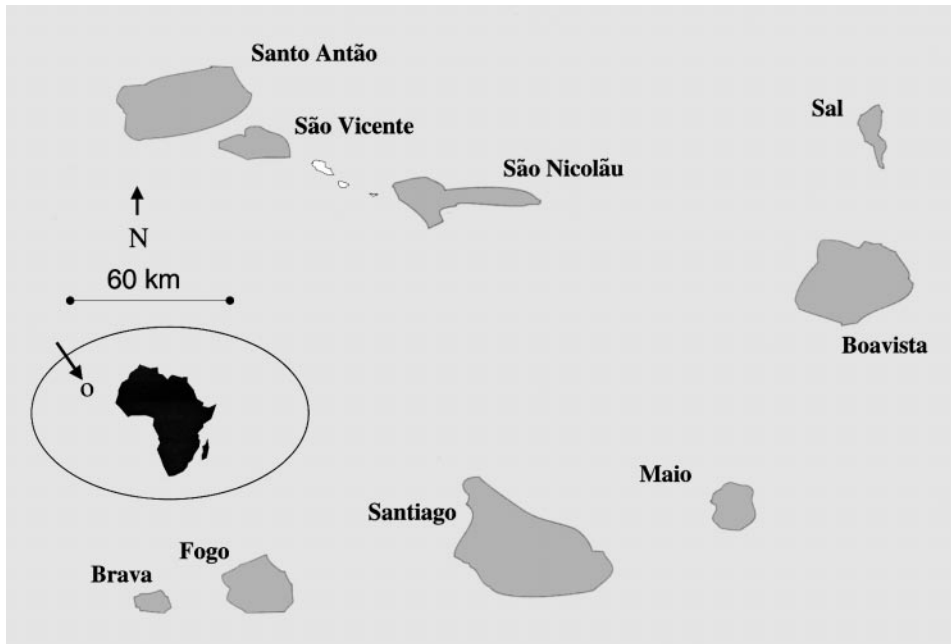 Santo Antão
São Vicente
Sal
São Nicolãu
N
60 km
Boavista
o
Maio
Santiago
Fogo
Brava